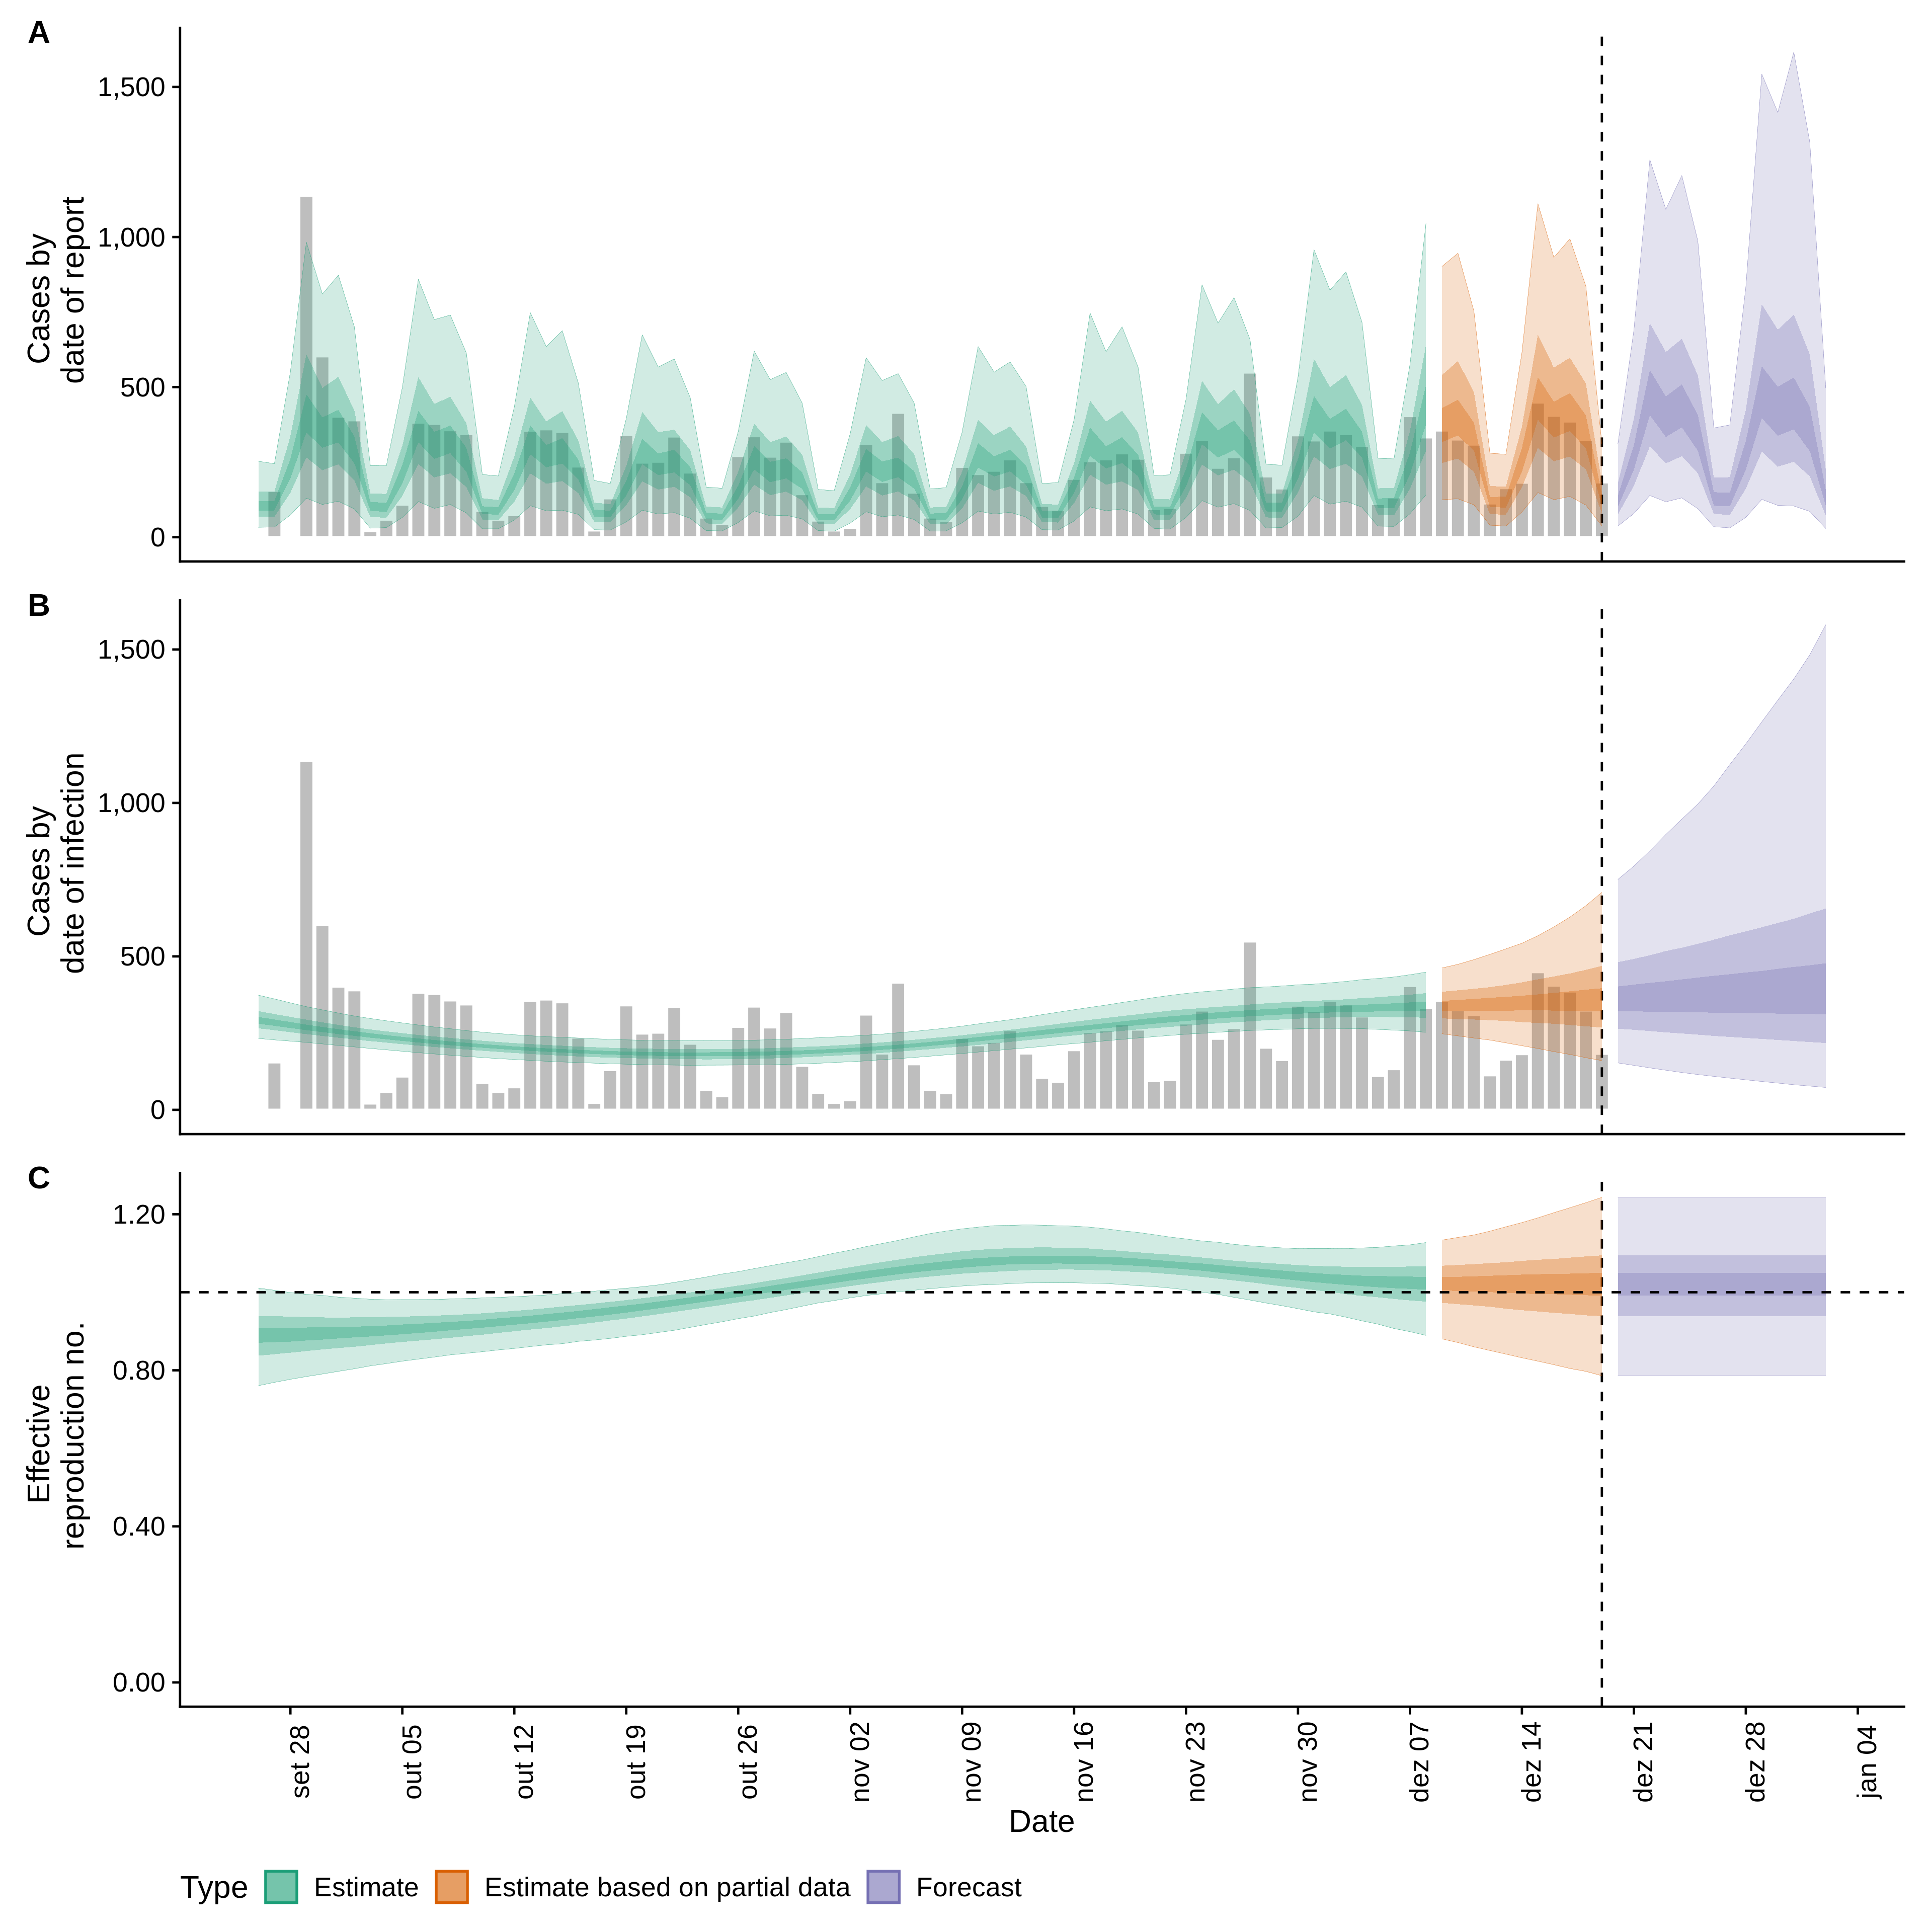 A
Cases by
date of report
1,500
1,000
500
0
B
Cases by
date of infection
1,500
1,000
500
0
C
Effective
reproduction no.
1.20
0.80
0.40
0.00
set 28
out 05
out 12
out 19
out 26
nov 02
nov 09
nov 16
nov 23
nov 30
dez 07
dez 14
dez 21
dez 28
jan 04
Date
Type Estimate Estimate based on partial data Forecast